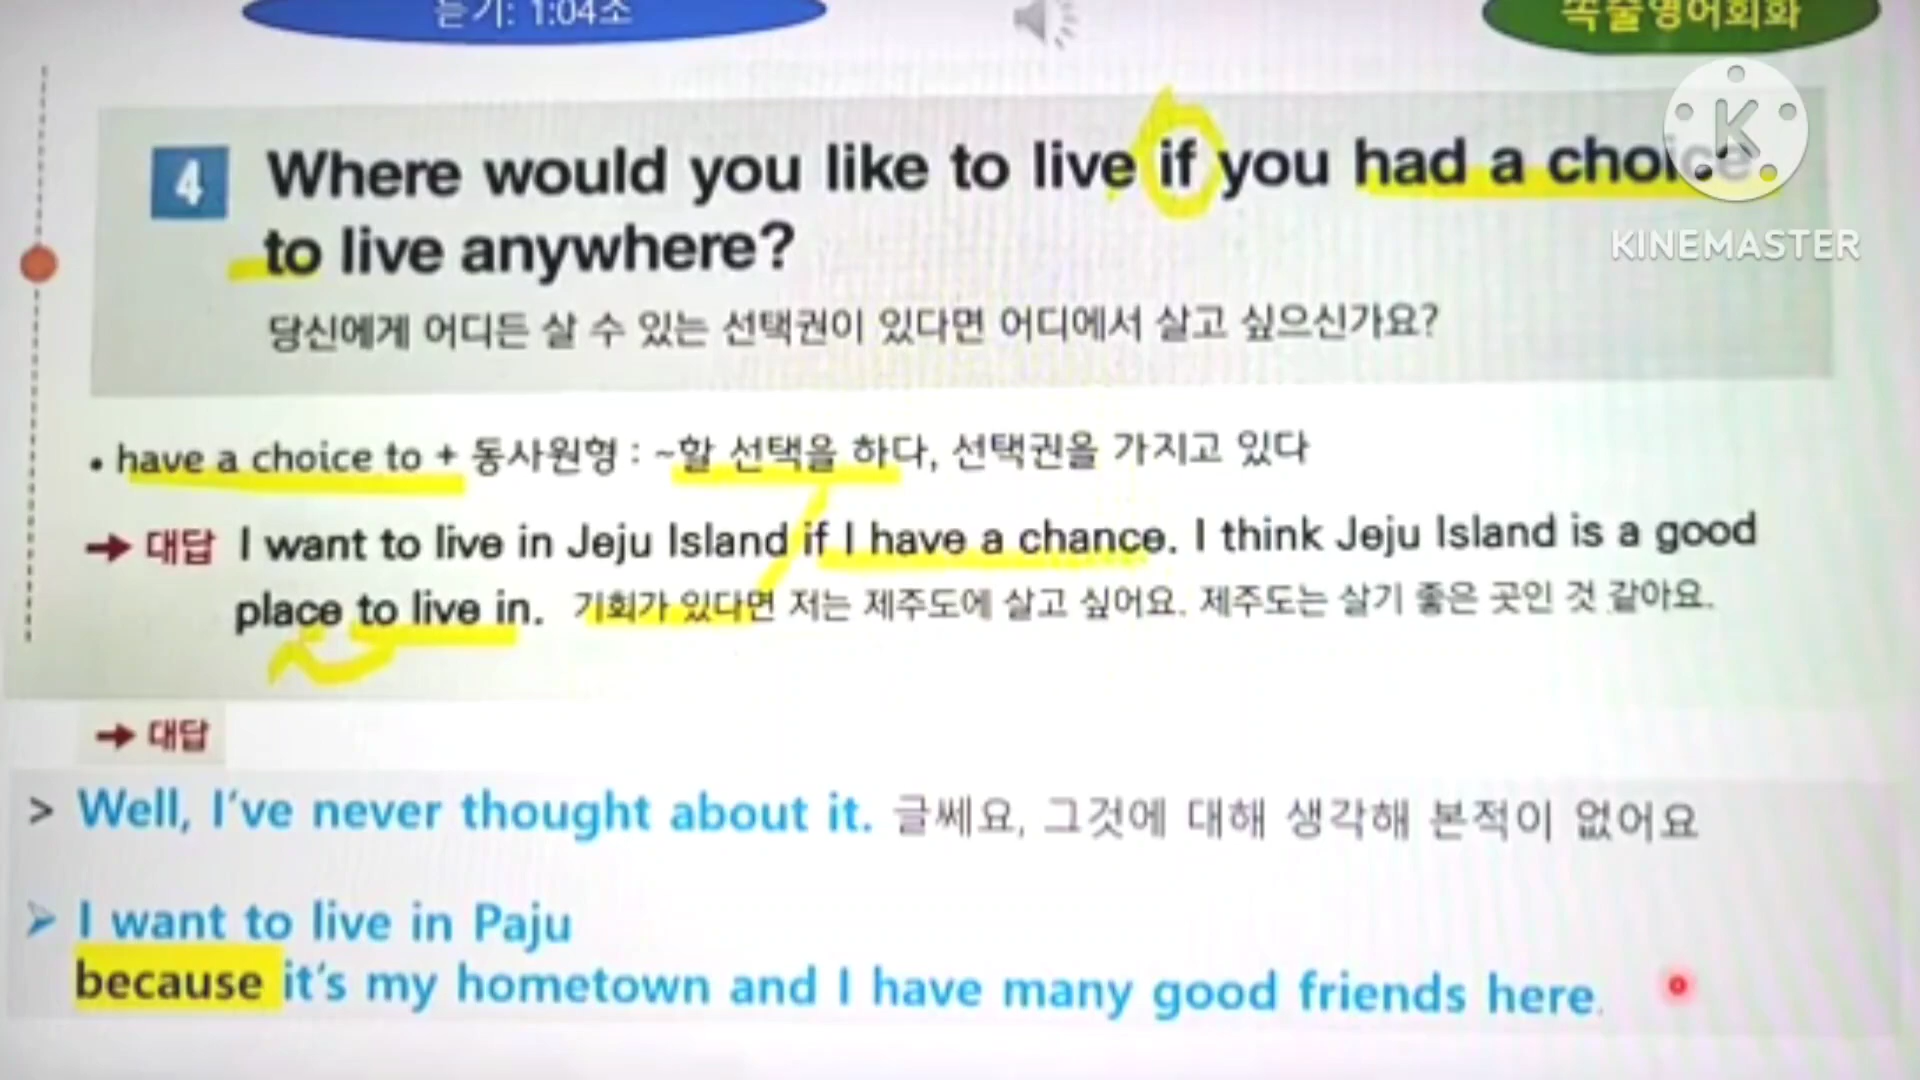 듣기: 1:04초
쏙쏠영어회화
4 Where would you like to live if you had a choice
KINEMASTER
to live anywhere?
당신에게 어디든 살 수 있는 선택권이 있다면 어디에서 살고 싶으신가요?
• have a choice to + 동사원형 : ~할 선택을 하다, 선택권을 가지고 있다
→ 대답 I want to live in Jeju Island if I have a chance. I think Jeju Island is a good
place to live in. 기회가 있다면 저는 제주도에 살고 싶어요. 제주도는 살기 좋은 곳인 것 같아요.
→ 대답
> Well, I've never thought about it. 글쎄요, 그것에 대해 생각해 본적이 없어요
➢ I want to live in Paju
because it's my hometown and I have many good friends here.